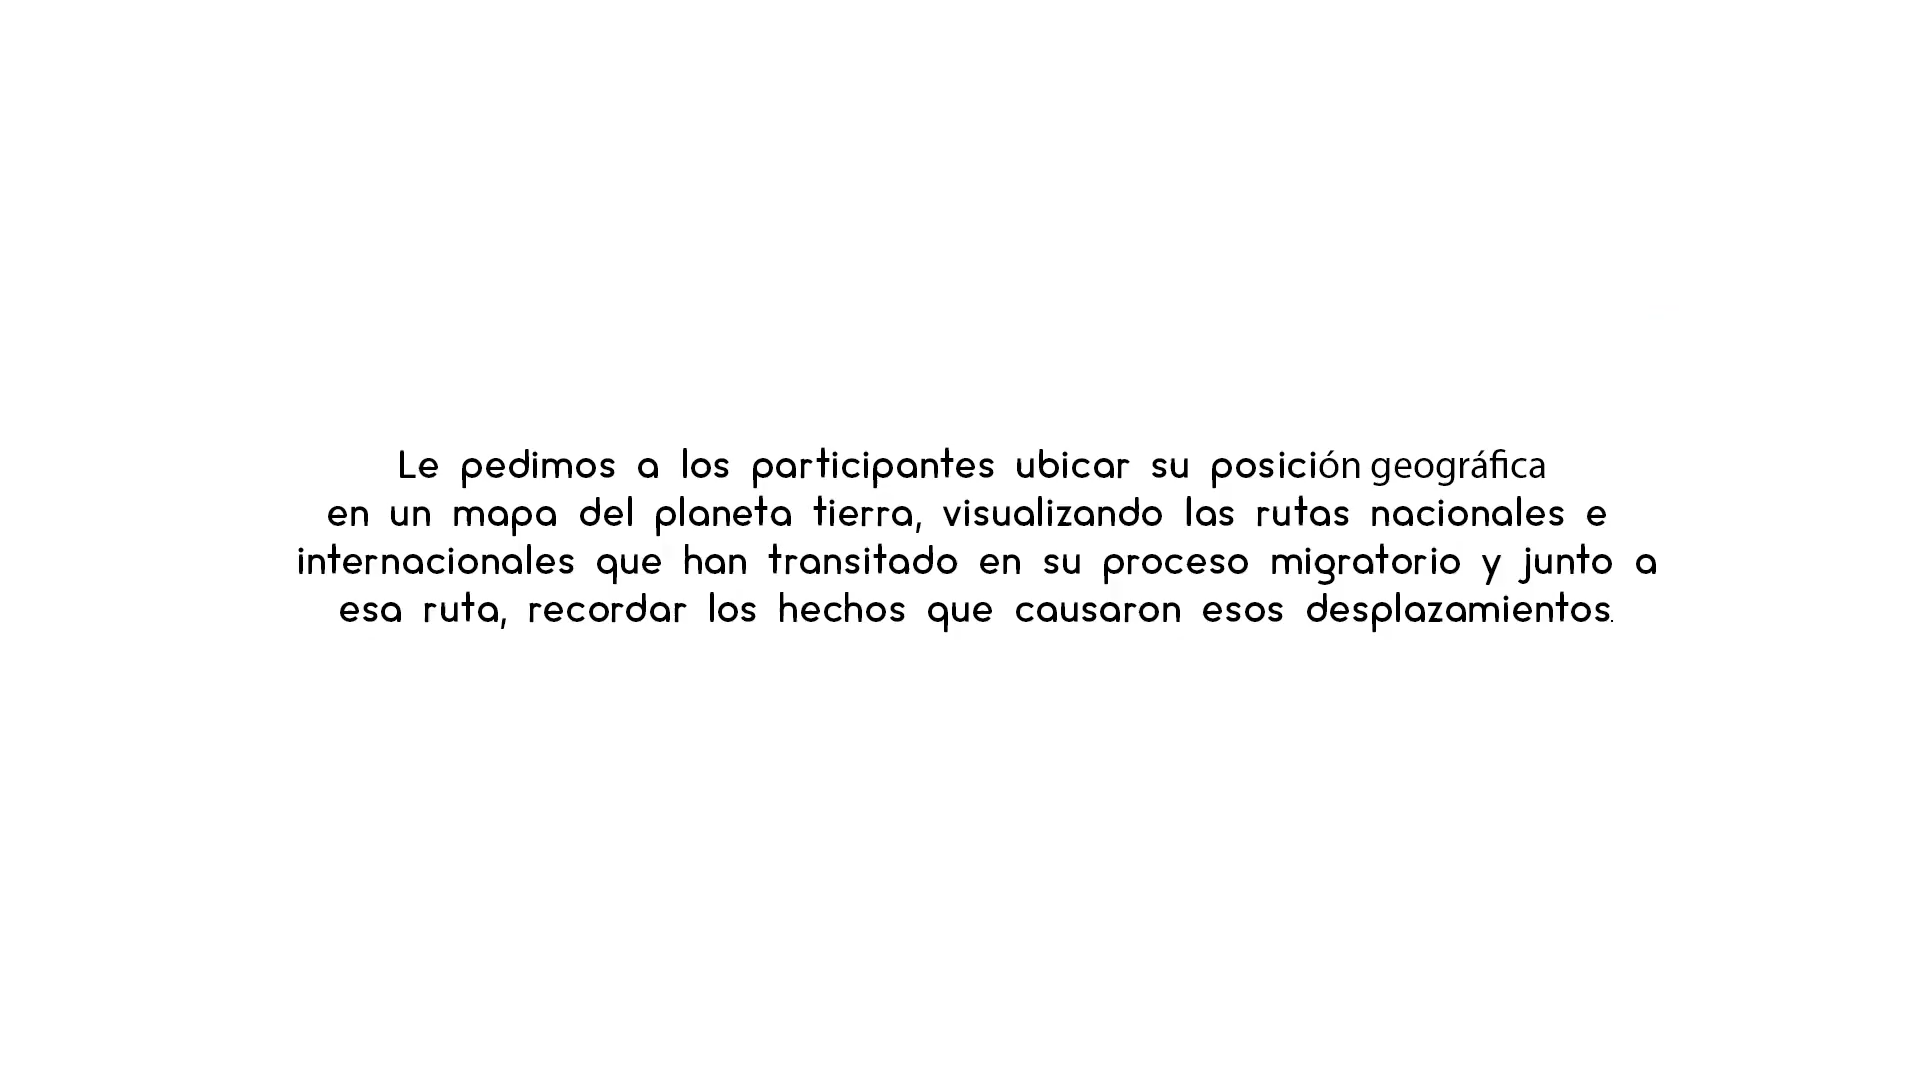 Le pedimos a los participantes ubicar su posición geográfica
en un mapa del planeta tierra, visualizando las rutas nacionales e
internacionales que han transitado en su proceso migratorio y junto a
esa ruta, recordar los hechos que causaron esos desplazamientos.